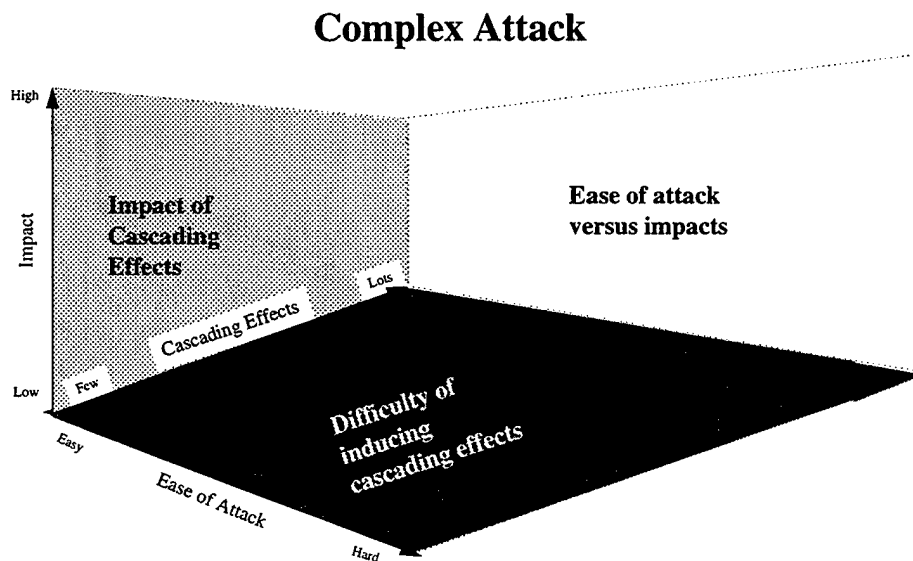 Complex Attack
High
Impact
Impact of
Cascading
Effects
Ease of attack
versus impacts
Lots
Cascading Effects
Few
Low
Easy
Ease of Attack
Hard
Difficulty of
inducing
cascading effects